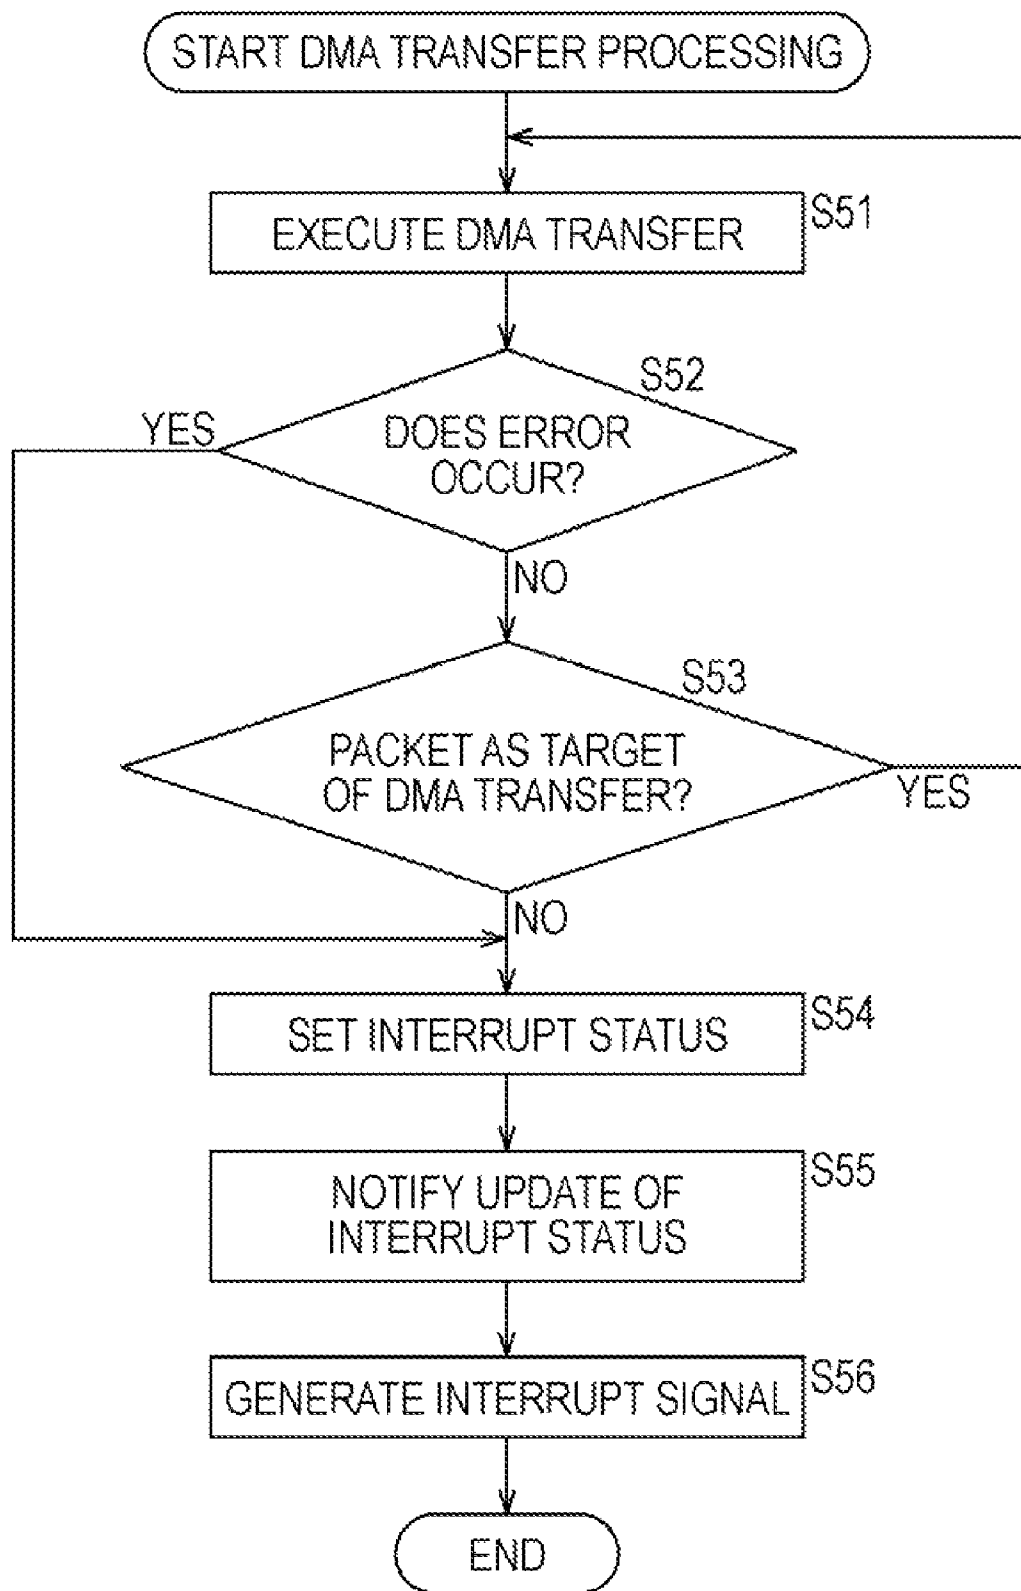 START DMA TRANSFER PROCESSING
S51
EXECUTE DMA TRANSFER
S52
YES
DOES ERROR
OCCUR?
NO
S53
PACKET AS TARGET
OF DMA TRANSFER?
YES
NO
S54
SET INTERRUPT STATUS
S55
NOTIFY UPDATE OF
INTERRUPT STATUS
S56
GENERATE INTERRUPT SIGNAL
END